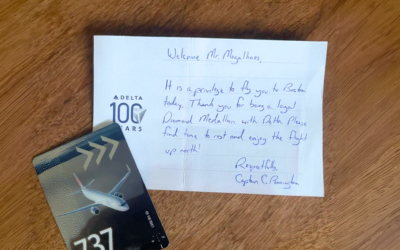 Welcome Mr. Magalhaes,
It is a privilege to fly you to Boston
today. Thank you for being a loyal
Diamond Medallion with Delta. Please
find time to rest and enjoy the flight
up north!
Respectfully,
Captain C.
DELTA
100
YEARS
737